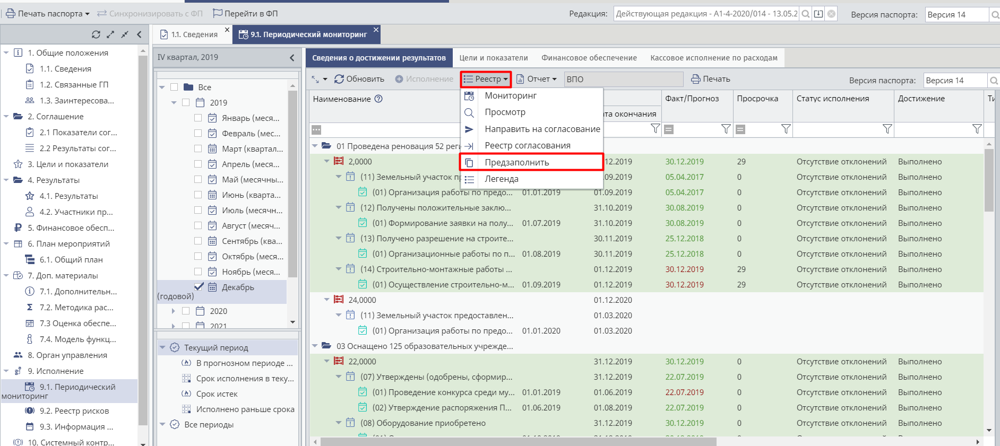 Печать паспорта
Синхронизировать с ФП
Перейти в ФП
Редакция:
Действующая редакция - А1-4-2020/014 - 13.05.2
Версия паспорта:
Версия 14
1. Общие положения
1.1. Сведения
1.2. Связанные ГП
1.3. Заинтересова...
2. Соглашение
2.1 Показатели сог...
2.2 Результаты сог...
3. Цели и показатели
4. Результаты
4.1. Результаты
4.2. Участники пр...
5. Финансовое обесп...
6. План мероприятий
6.1. Общий план
7. Доп. материалы
7.1. Дополнительн...
7.2. Методика рас...
7.3 Оценка обеспе...
7.4. Модель функц...
8. Орган управления
9. Исполнение
9.1. Периодический
мониторинг
9.2. Реестр рисков
9.3. Информация ...
10. Системный контр...
1.1. Сведения
9.1. Периодический мониторинг
IV квартал, 2019
Все
2019
Январь (меся...
Февраль (мес...
Март (квартал...
Апрель (меся...
Май (месячны...
Июнь (кварта...
Июль (месячн...
Август (месяч...
Сентябрь (ква...
Октябрь (меся...
Ноябрь (меся...
Декабрь
(годовой)
2020
2021
Текущий период
В прогнозном периоде ...
Срок исполнения в теку...
Срок истек
Исполнено раньше срока
Все периоды
Сведения о достижении результатов
Цели и показатели
Финансовое обеспечение
Кассовое исполнение по расходам
Обновить
Исполнение
Реестр
Отчет
ВПО
Печать
Версия паспорта:
Версия 14
Мониторинг
Просмотр
Направить на согласование
Реестр согласования
Предзаполнить
Легенда
Наименование
Факт/Прогноз
Просрочка
Статус исполнения
Достижение
ата окончания
01 Проведена реновация 52 реги
2,0000 .12.2019 30.12.2019 29 Отсутствие отклонений Выполнено
(11) Земельный участок пр .09.2019 05.04.2017 0 Отсутствие отклонений Выполнено
(01) Организация работы по предо... 01.01.2019 01.09.2019 05.04.2017 0 Отсутствие отклонений Выполнено
(12) Получены положительные заклю... 31.10.2019 30.08.2019 0 Отсутствие отклонений Выполнено
(01) Формирование заявки на полу... 01.07.2019 31.10.2019 30.08.2019 0 Отсутствие отклонений Выполнено
(13) Получено разрешение на строите... 30.11.2019 25.12.2018 0 Отсутствие отклонений Выполнено
(01) Организационные работы по п... 01.08.2019 30.11.2019 25.12.2018 0 Отсутствие отклонений Выполнено
(14) Строительно-монтажные работы ... 01.12.2019 30.12.2019 29 Отсутствие отклонений Выполнено
(01) Осуществление строительно-м... 01.09.2019 01.12.2019 30.12.2019 29 Отсутствие отклонений Выполнено
24,0000 01.12.2020
(11) Земельный участок предоставлен... 01.03.2020
(01) Организация работы по предо... 01.01.2020 01.03.2020
03 Оснащено 125 образовательных учрежде...
22,0000 31.12.2019 30.12.2019 0 Отсутствие отклонений Выполнено
(07) Утверждены (одобрены, сформир... 31.12.2019 22.07.2019 0 Отсутствие отклонений Выполнено
(01) Проведение конкурса среди му... 01.01.2019 01.06.2019 22.07.2019 0 Отсутствие отклонений Выполнено
(02) Утверждение распоряжения П... 01.06.2019 01.08.2019 22.07.2019 0 Отсутствие отклонений Выполнено
(08) Оборудование приобретено 31.12.2019 30.12.2019 0 Отсутствие отклонений Выполнено